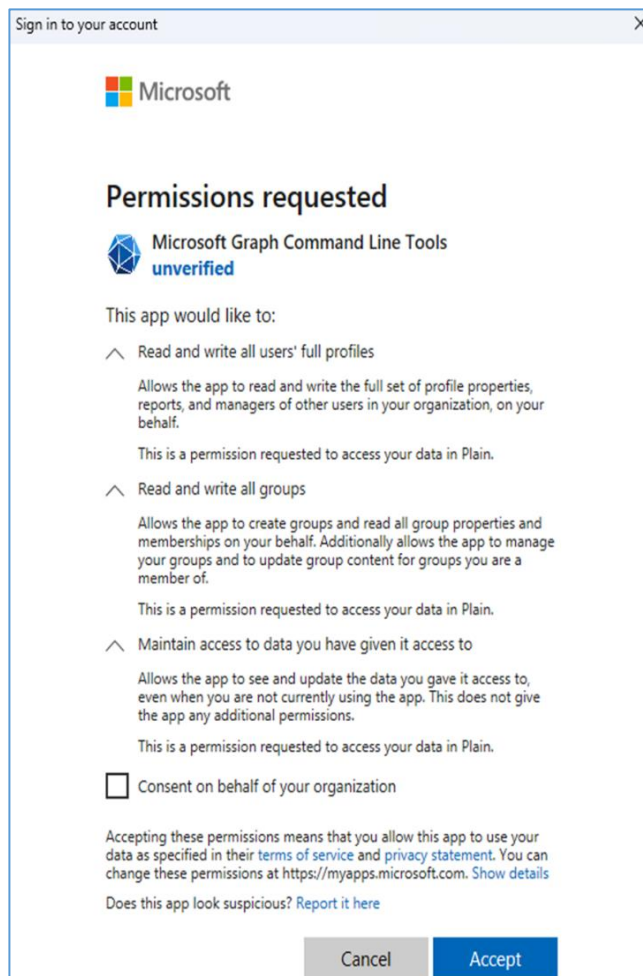 Sign in to your account
Microsoft
Permissions requested
Microsoft Graph Command Line Tools
unverified
This app would like to:
Read and write all users' full profiles
Allows the app to read and write the full set of profile properties,
reports, and managers of other users in your organization, on your
behalf.
This is a permission requested to access your data in Plain.
Read and write all groups
Allows the app to create groups and read all group properties and
memberships on your behalf. Additionally allows the app to manage
your groups and to update group content for groups you are a
member of.
This is a permission requested to access your data in Plain.
Maintain access to data you have given it access to
Allows the app to see and update the data you gave it access to,
even when you are not currently using the app. This does not give
the app any additional permissions.
This is a permission requested to access your data in Plain.
Consent on behalf of your organization
Accepting these permissions means that you allow this app to use your
data as specified in their terms of service and privacy statement. You can
change these permissions at https://myapps.microsoft.com. Show details
Does this app look suspicious? Report it here
Cancel Accept